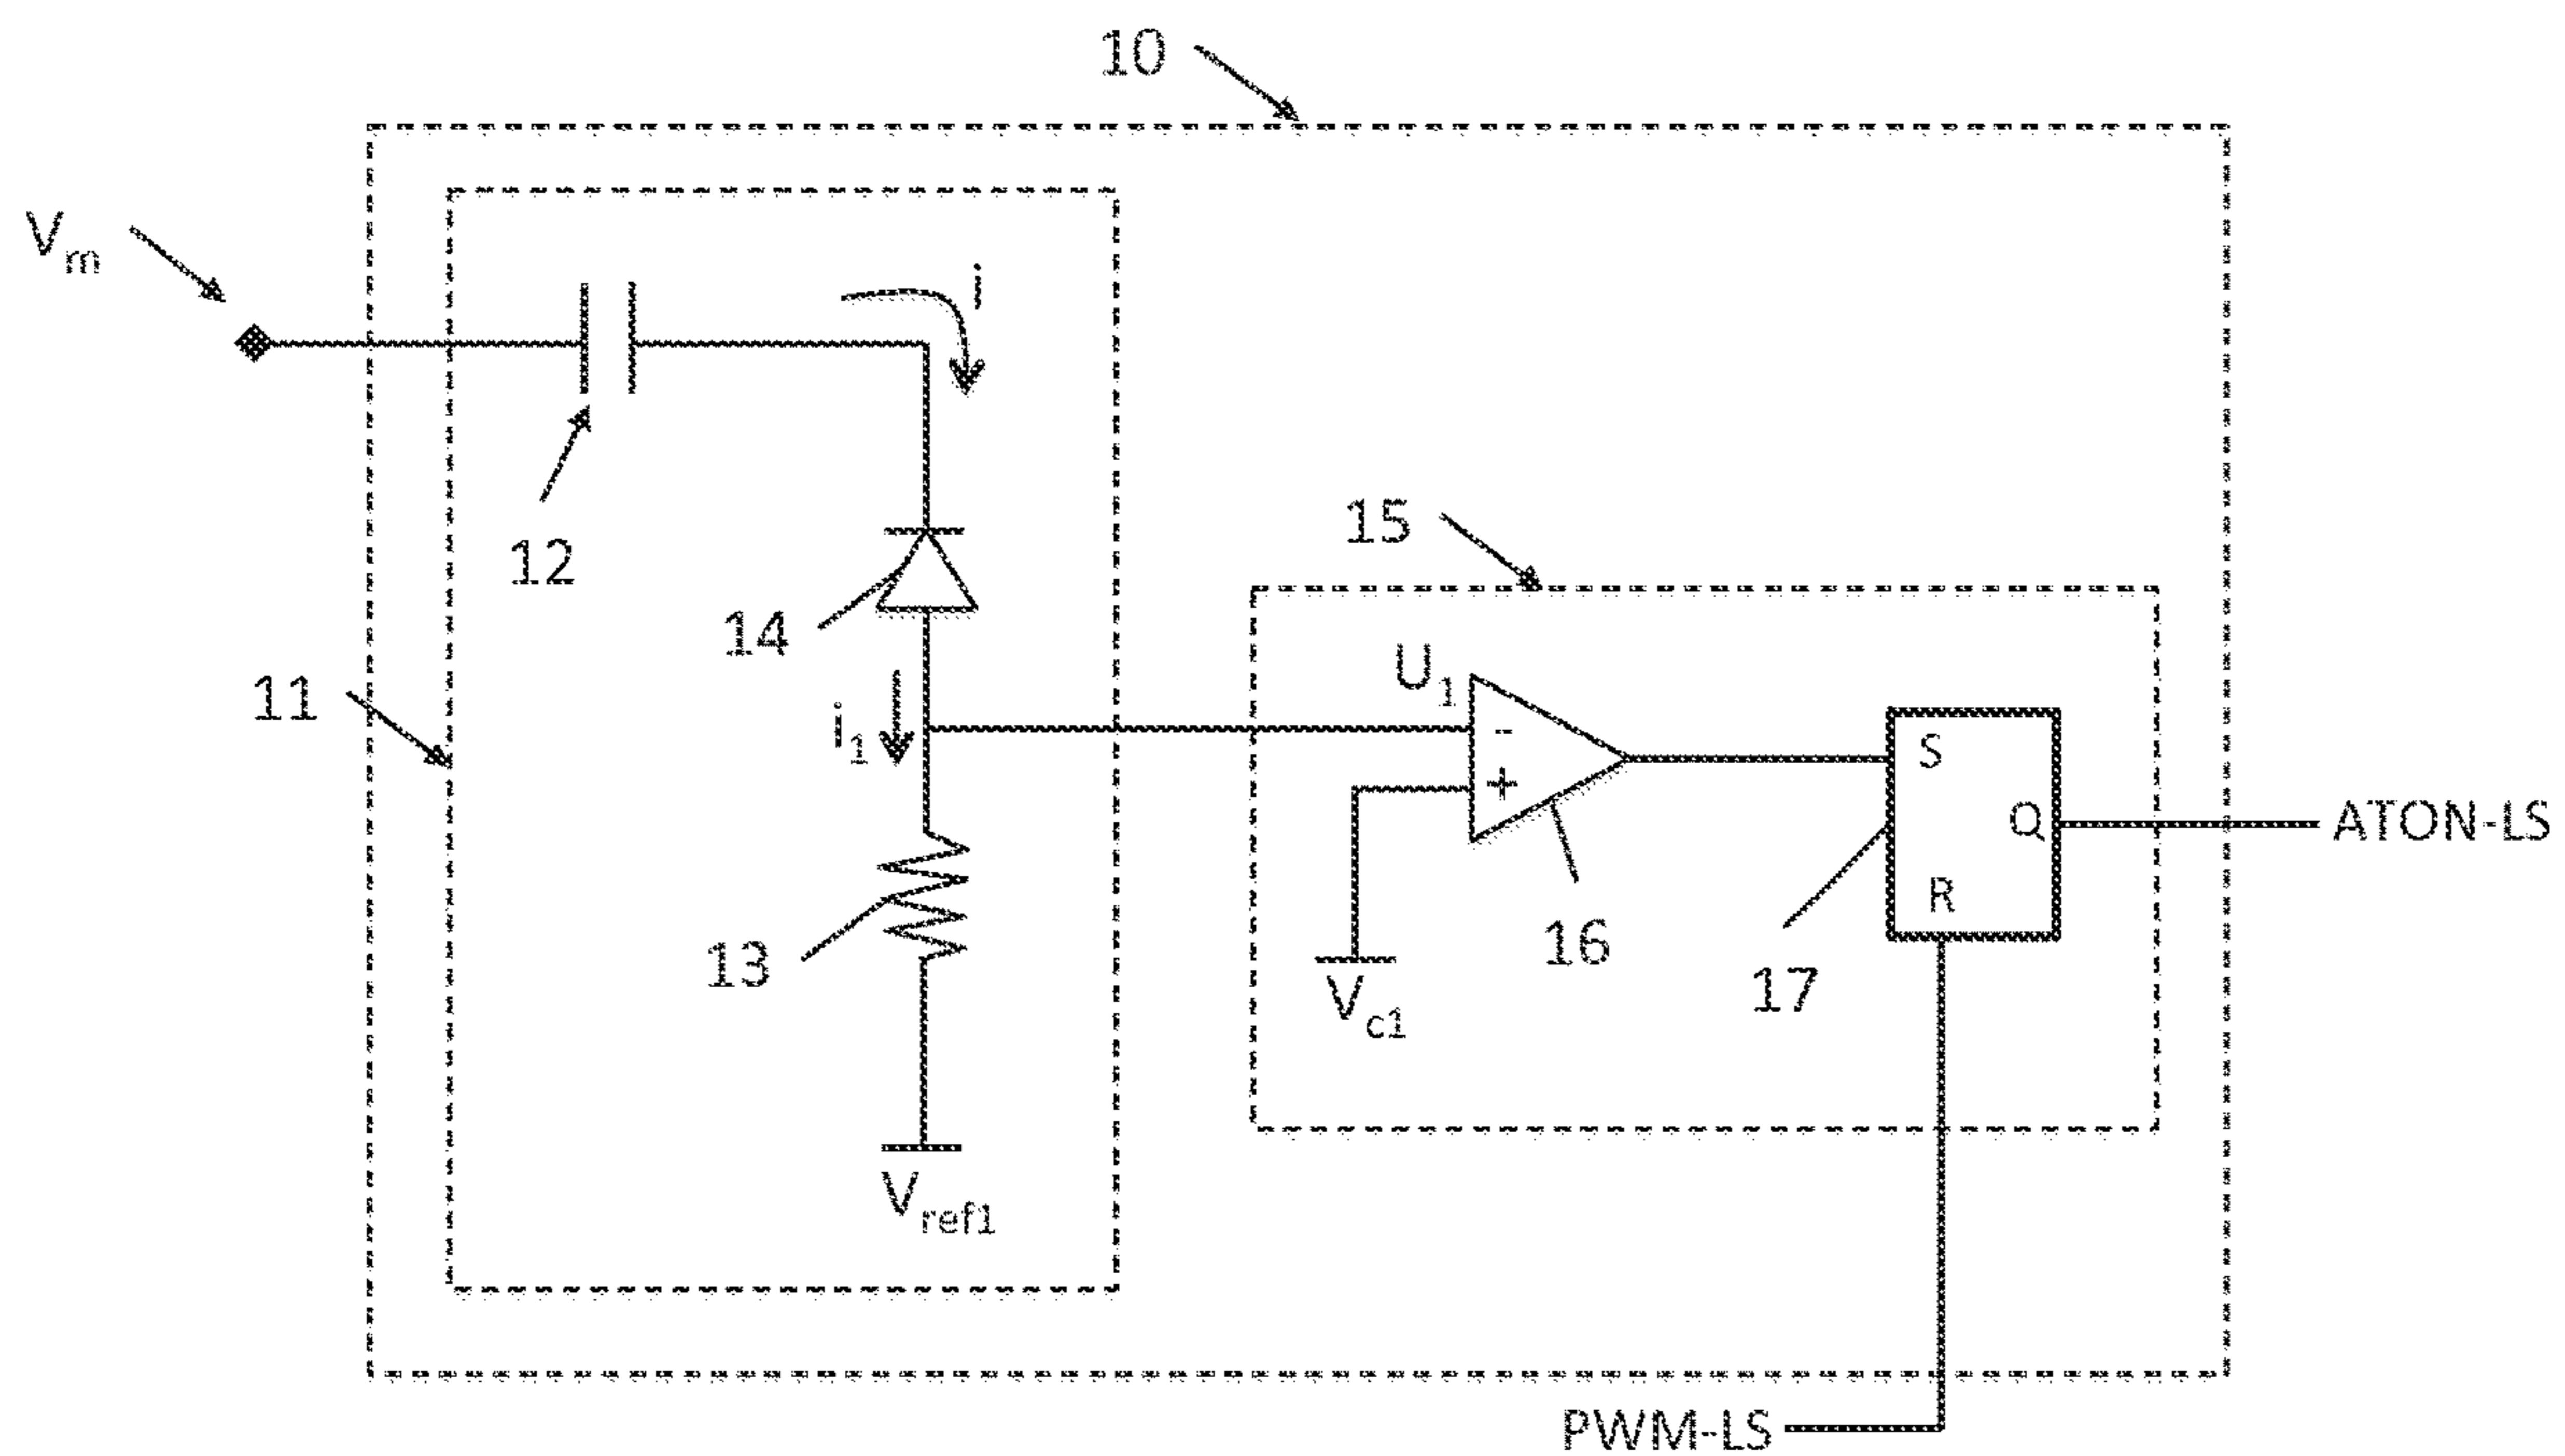 10
Vm
i
12
15
14
U1
11
i1
-
S
+
Q
ATON-LS
R
13
16
17
Vc1
Vref1
PWM-LS